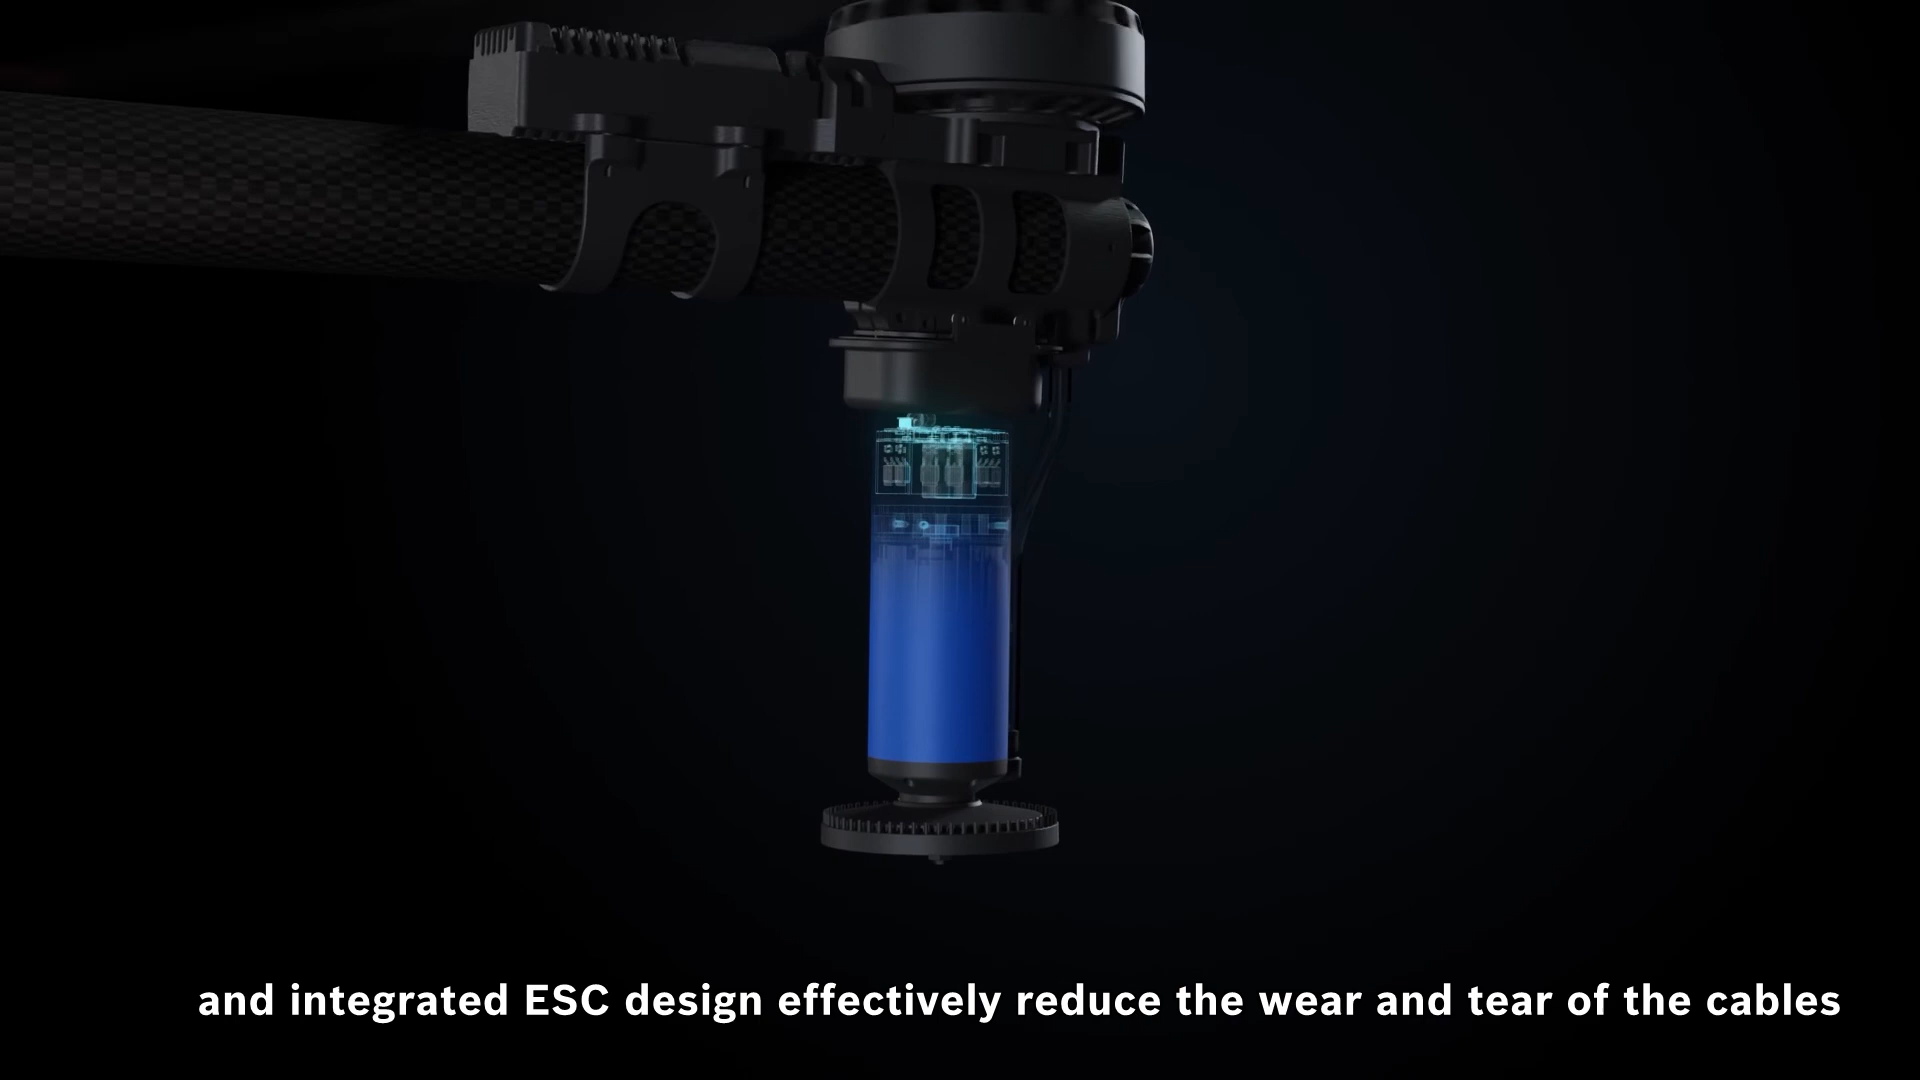 and integrated ESC design effectively reduce the wear and tear of the cables